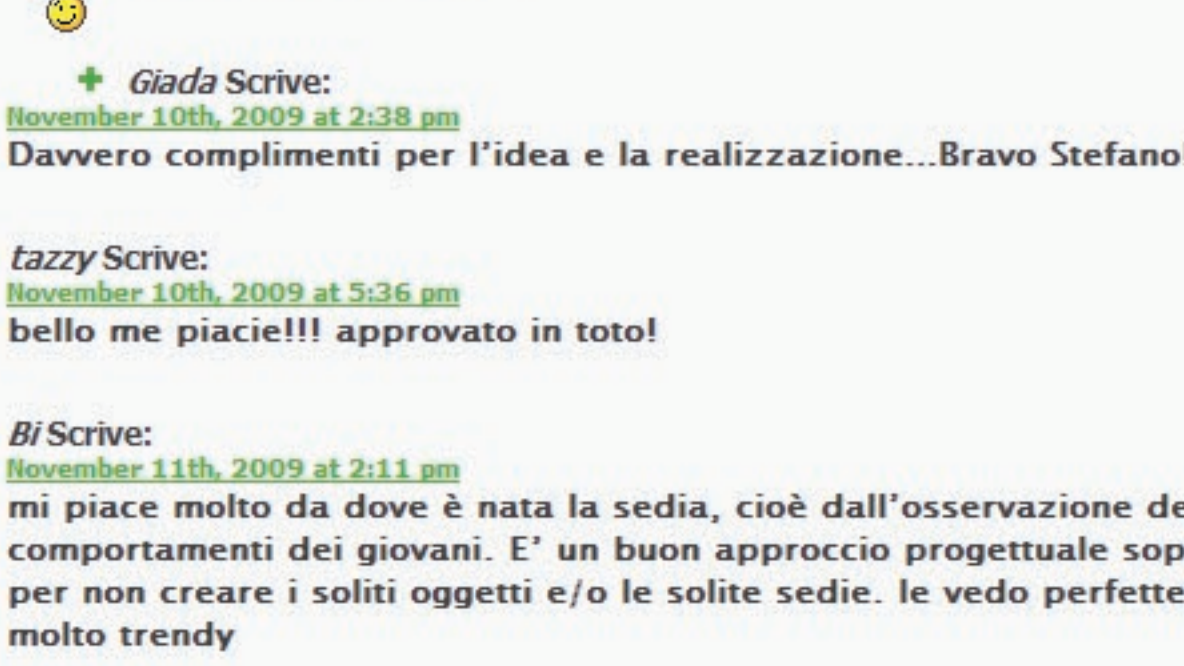 Giada Scrive:
November 10th, 2009 at 2:38 pm
Davvero complimenti per l'idea e la realizzazione...Bravo Stefano!
tazzy Scrive:
November 10th, 2009 at 5:36 pm
bello me piacie!!! approvato in toto!
Bi Scrive:
November 11th, 2009 at 2:11 pm
mi piace molto da dove è nata la sedia, cioè dall'osservazione
comportamenti dei giovani. E' un buon approccio progettuale
per non creare i soliti oggetti e/o le solite sedie. le vedo perfette
molto trendy